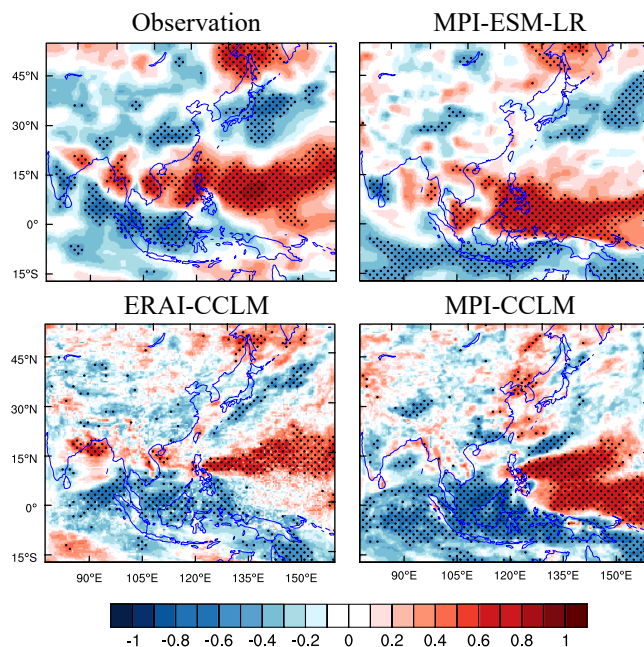 Observation MPI-ESM-LR
45°N
30°N
15°N
0°
15°S
ERAI-CCLM MPI-CCLM
45°N
30°N
15°N
0°
15°S
90°E 105°E 120°E 135°E 150°E 90°E 105°E 120°E 135°E 150°E
-1 -0.8 -0.6 -0.4 -0.2 0 0.2 0.4 0.6 0.8 1